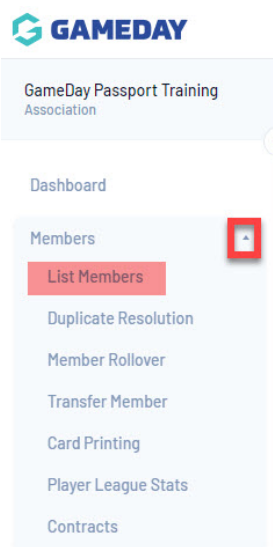 GAMEDAY
GameDay Passport Training
Association
Dashboard
Members
List Members
Duplicate Resolution
Member Rollover
Transfer Member
Card Printing
Player League Stats
Contracts